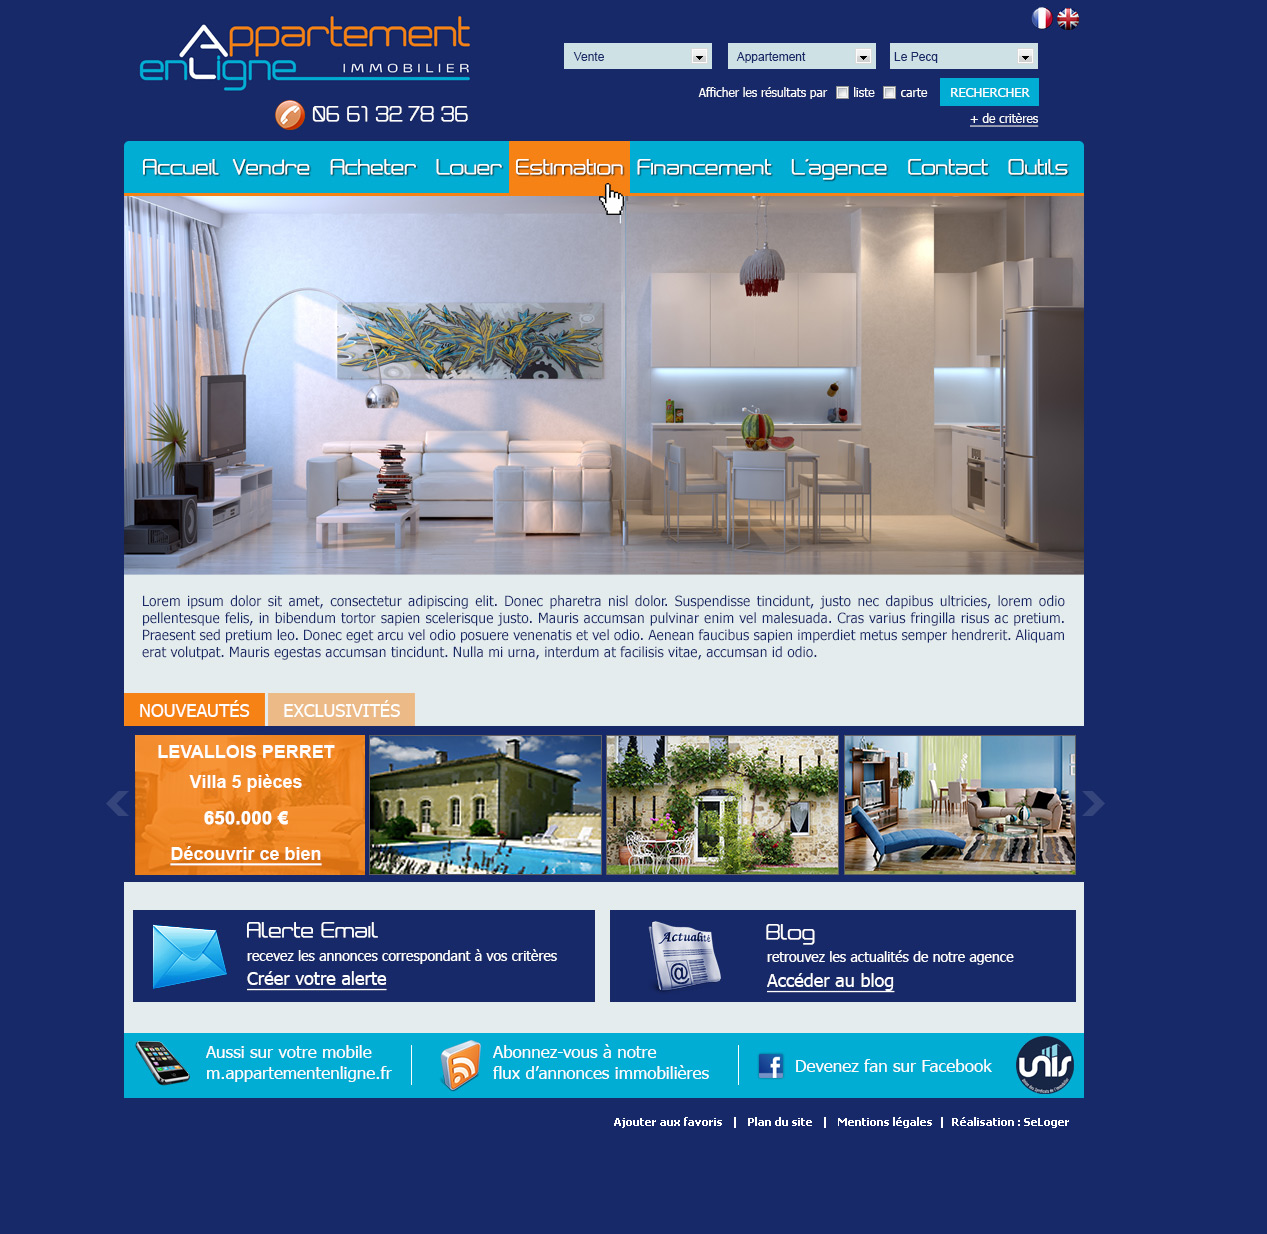 Appartement
enLigne IMMOBILIER
06 61 32 78 36
Vente
Appartement
Le Pecq
Afficher les résultats par liste carte
RECHERCHER
+ de critères
Accueil Vendre Acheter Louer Estimation Financement L'agence Contact Outils
Lorem ipsum dolor sit amet, consectetur adipiscing elit. Donec pharetra nisl dolor. Suspendisse tincidunt, justo nec dapibus ultricies, lorem odio
pellentesque felis, in bibendum tortor sapien scelerisque justo. Mauris accumsan pulvinar enim vel malesuada. Cras varius fringilla risus ac pretium.
Praesent sed pretium leo. Donec eget arcu vel odio posuere venenatis et vel odio. Aenean faucibus sapien imperdiet metus semper hendrerit. Aliquam
erat volutpat. Mauris egestas accumsan tincidunt. Nulla mi urna, interdum at facilisis vitae, accumsan id odio.
NOUVEAUTÉS
EXCLUSIVITÉS
LEVALLOIS PERRET
Villa 5 pièces
650.000 €
Découvrir ce bien
Alerte Email
recevez les annonces correspondant à vos critères
Créer votre alerte
Actualité
@
Blog
retrouvez les actualités de notre agence
Accéder au blog
Aussi sur votre mobile
m.appartementenligne.fr
Abonnez-vous à notre
flux d'annonces immobilières
f
Devenez fan sur Facebook
unis
Ajouter aux favoris | Plan du site | Mentions légales | Réalisation : SeLoger